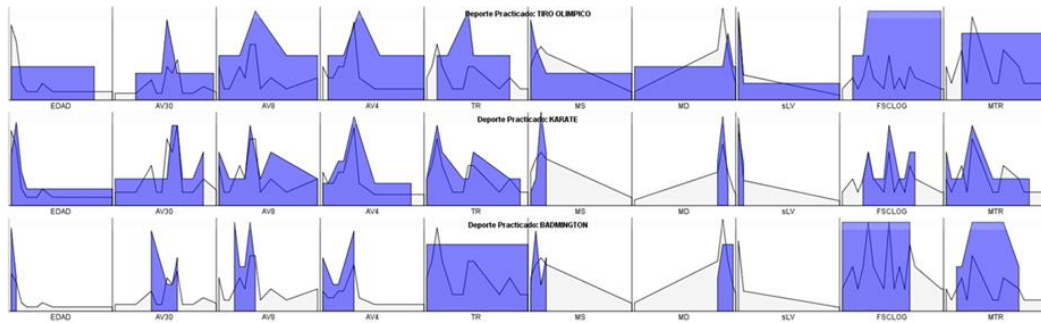 Deporte Practicado: TIRO OLIMPICO
EDAD AV30 AV8 AV4 TR MS MD sLV FSCLOG MTR
Deporte Practicado: KARATE
EDAD AV30 AV8 AV4 TR MS MD sLV FSCLOG MTR
Deporte Practicado: BADMINGTON
EDAD AV30 AV8 AV4 TR MS MD sLV FSCLOG MTR